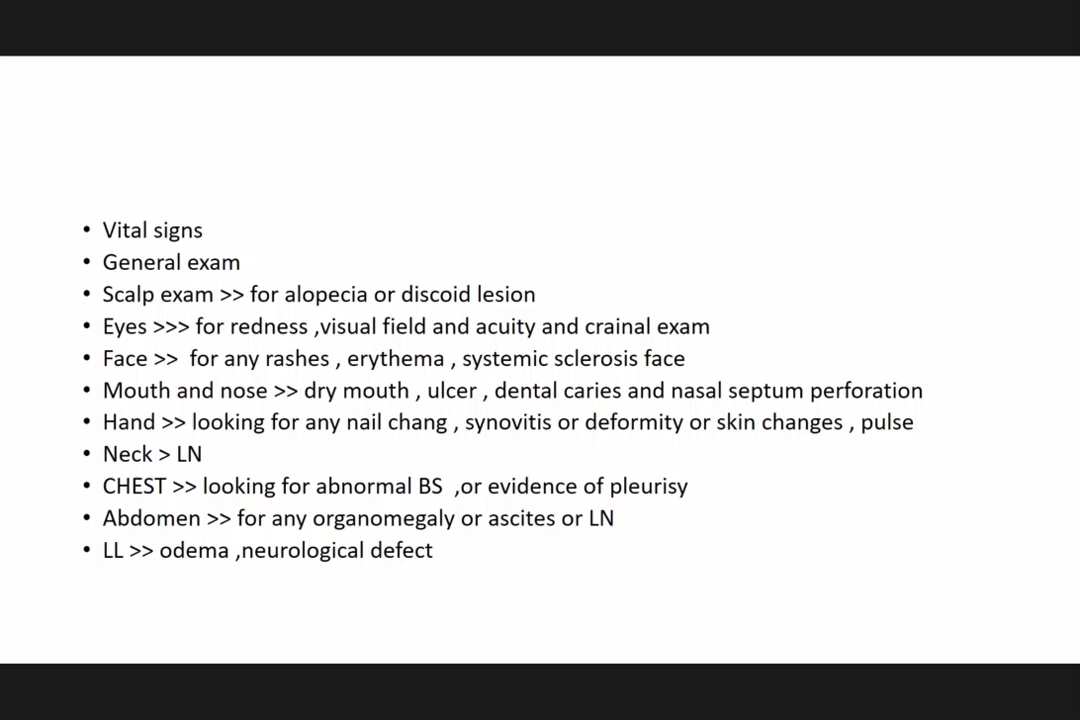 • Vital signs
• General exam
• Scalp exam >> for alopecia or discoid lesion
• Eyes >>> for redness ,visual field and acuity and crainal exam
• Face >>  for any rashes , erythema , systemic sclerosis face
• Mouth and nose >> dry mouth , ulcer , dental caries and nasal septum perforation
• Hand >> looking for any nail chang , synovitis or deformity or skin changes , pulse
• Neck > LN
• CHEST >> looking for abnormal BS  ,or evidence of pleurisy
• Abdomen >> for any organomegaly or ascites or LN
• LL >> odema ,neurological defect